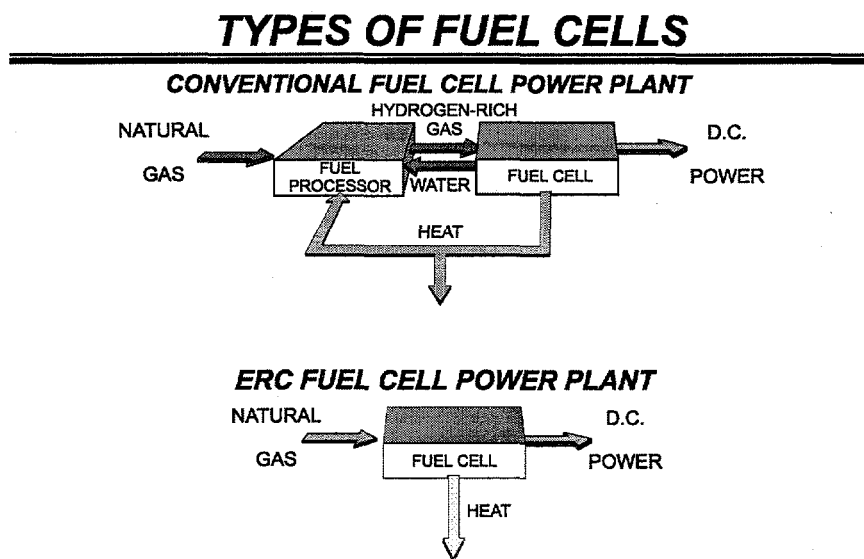 TYPES OF FUEL CELLS
CONVENTIONAL FUEL CELL POWER PLANT
HYDROGEN-RICH
GAS
NATURAL
GAS
FUEL
PROCESSOR
WATER
FUEL CELL
D.C.
POWER
HEAT
ERC FUEL CELL POWER PLANT
NATURAL
GAS
FUEL CELL
D.C.
POWER
HEAT